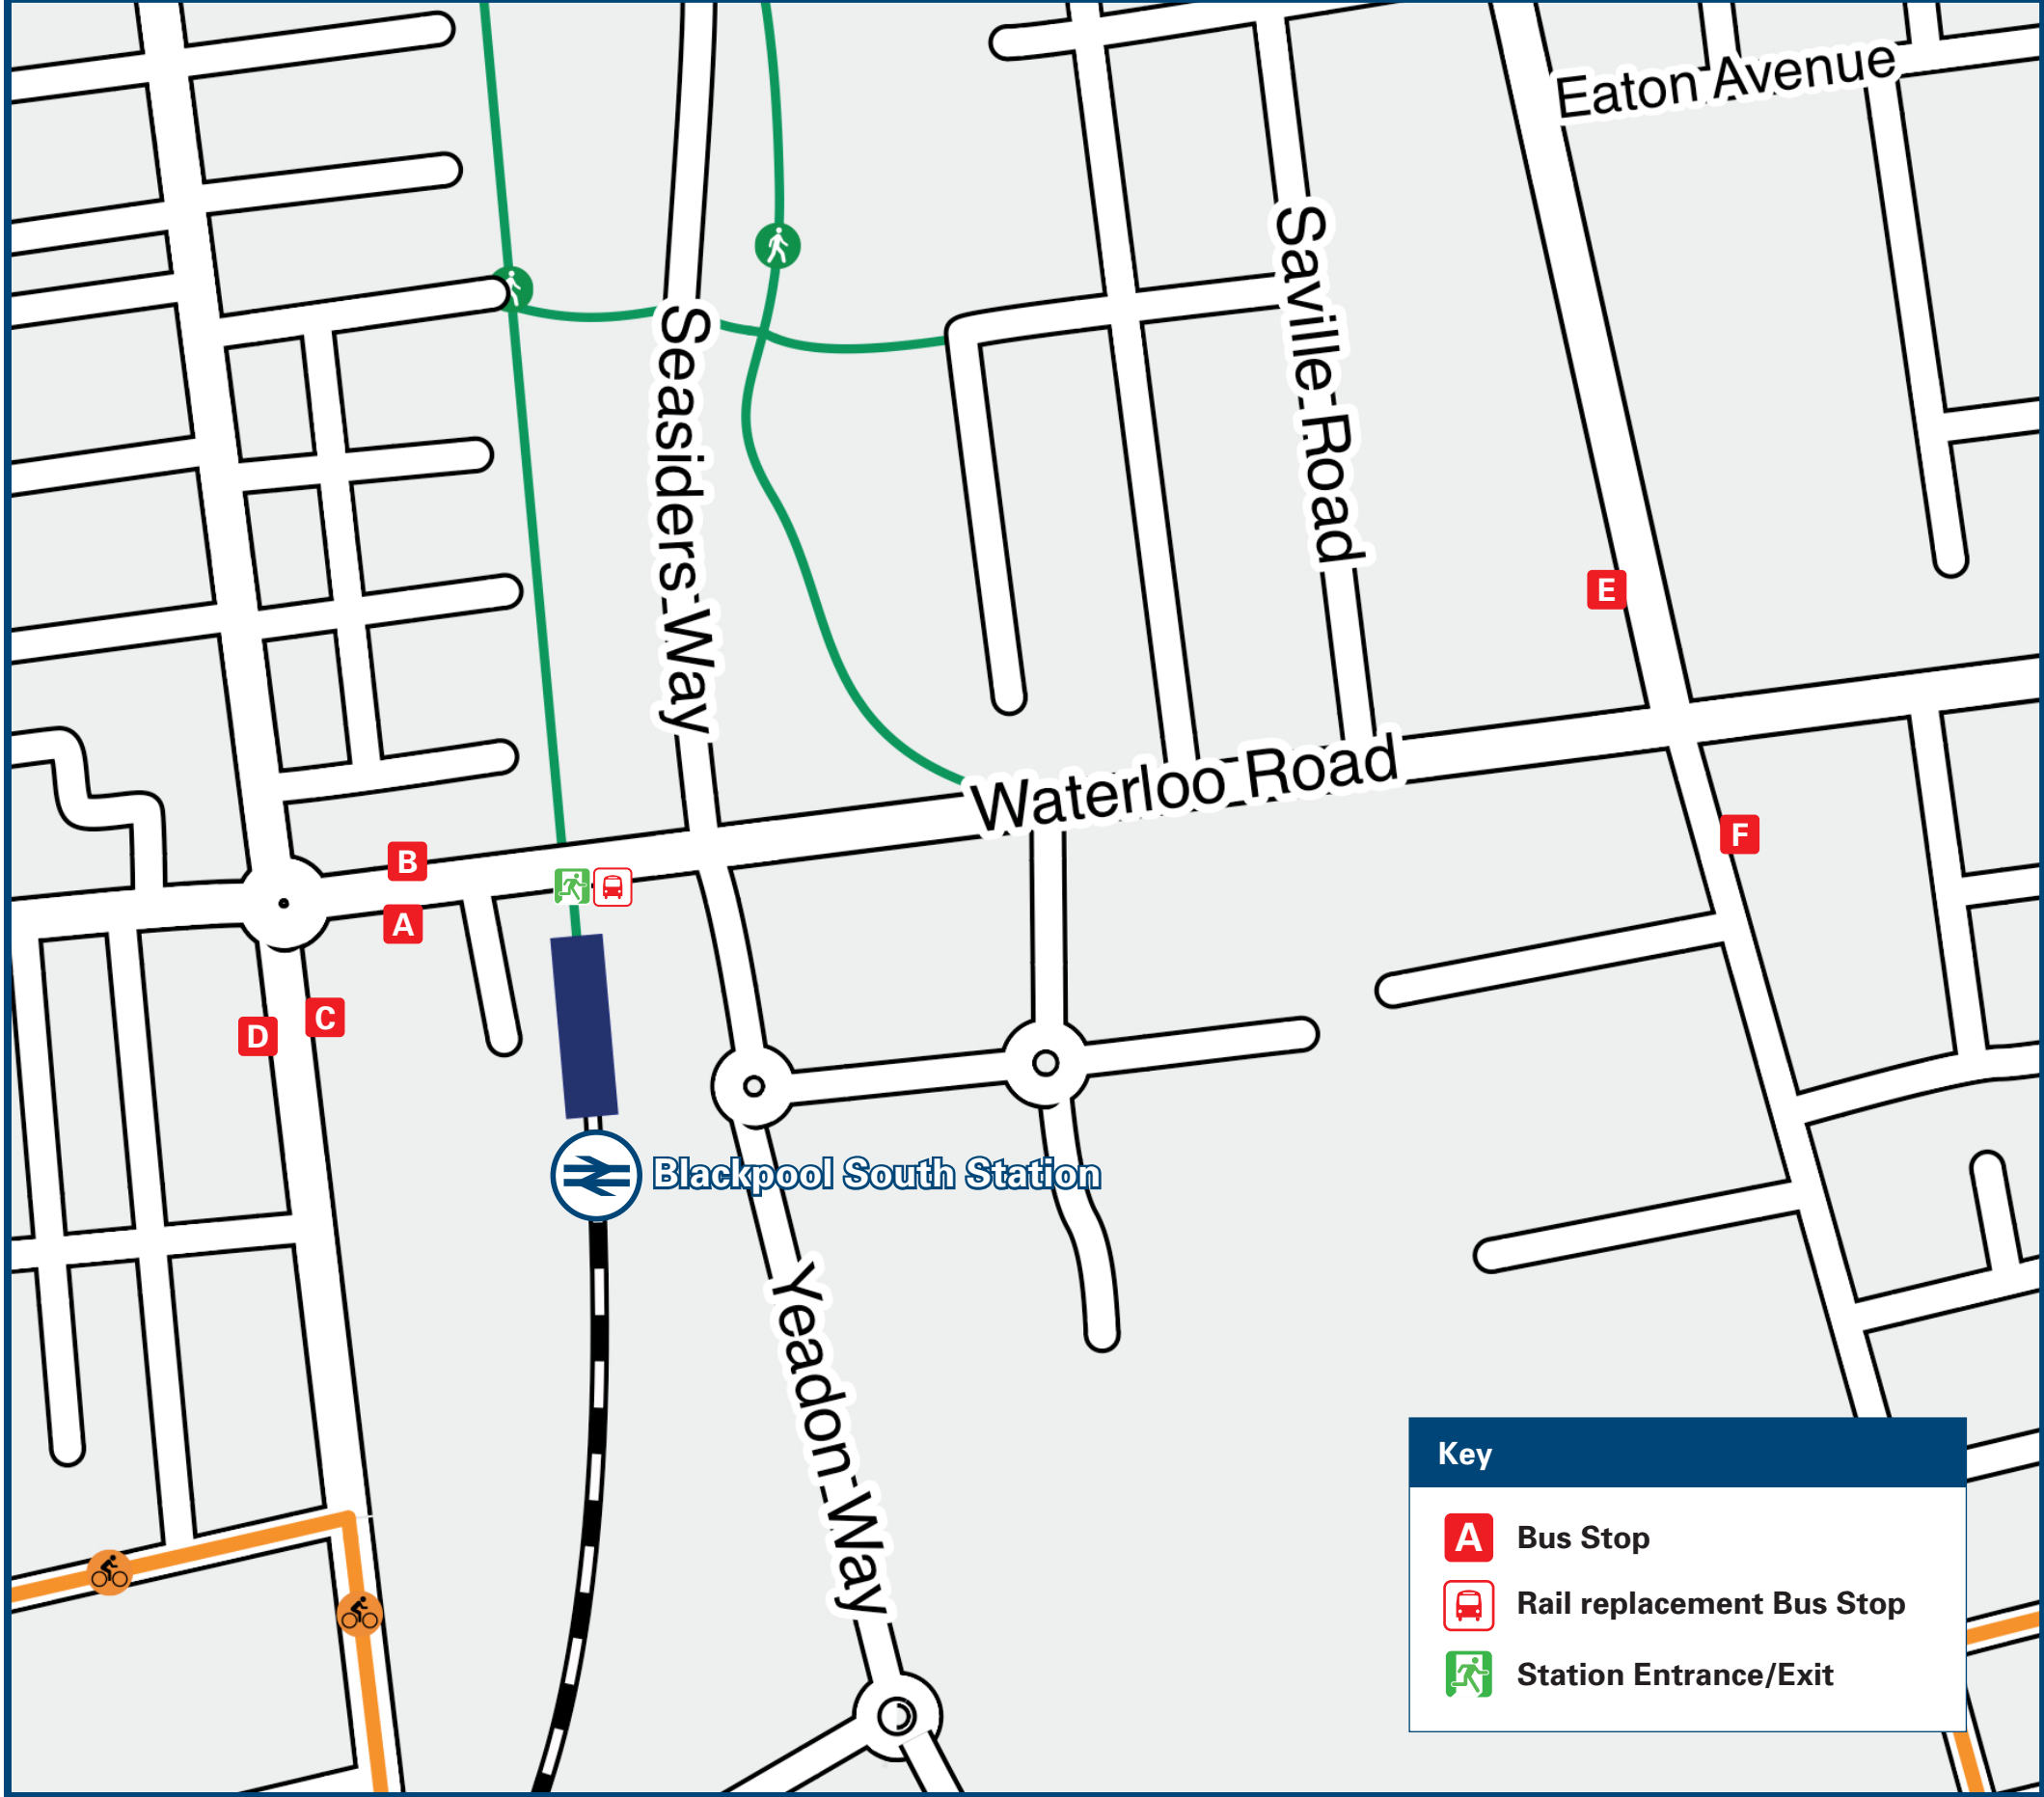 Eaton Avenue
Saville Road
Seasiders Way
E
Waterloo Road
F
B
A
C
D
Blackpool South Station
Yeadon Way
Key
A Bus Stop
Rail replacement Bus Stop
Station Entrance/Exit